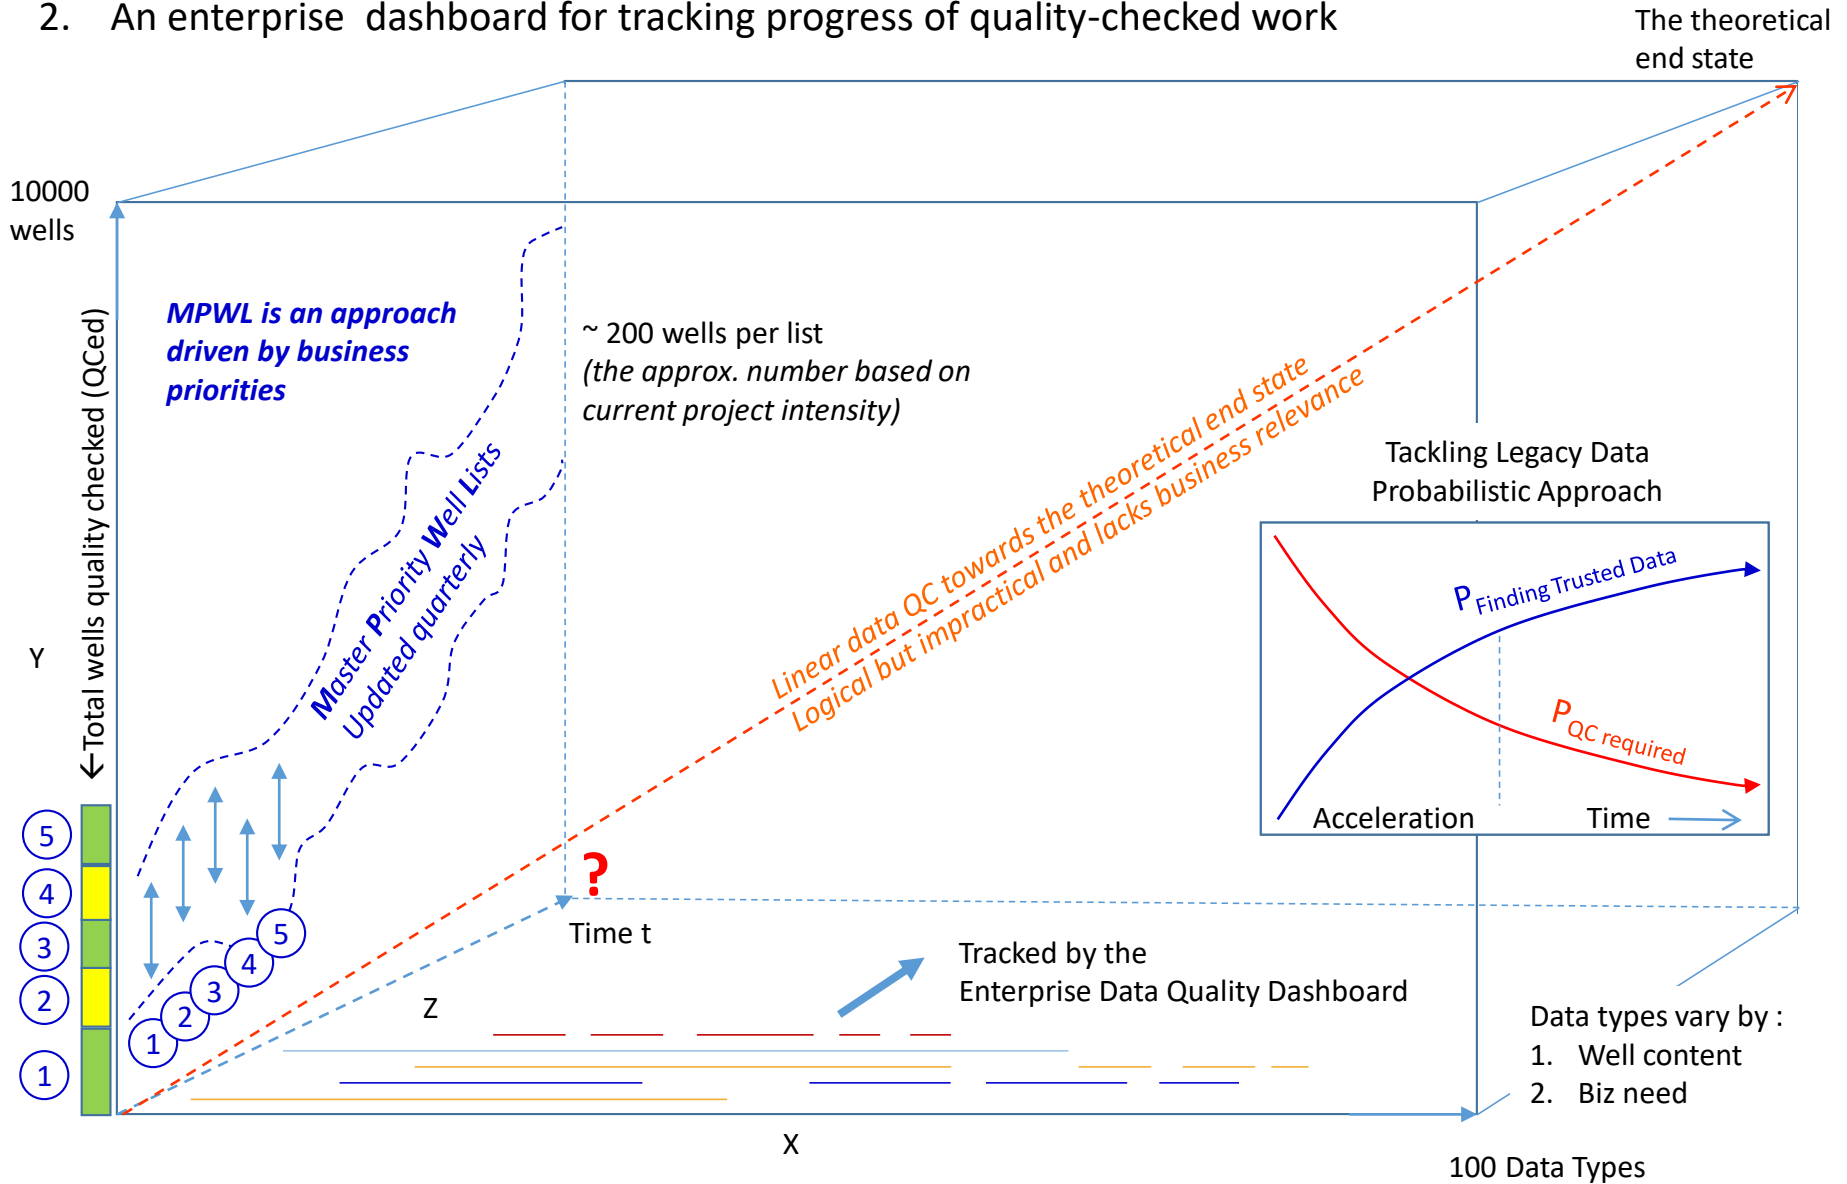 2. An enterprise dashboard for tracking progress of quality-checked work
The theoretical
end state
10000
wells
MPWL is an approach
driven by business
priorities
~ 200 wells per list
(the approx. number based on
current project intensity)
←Total wells quality checked (QCed)
Y
Master Priority Well Lists
Updated quarterly
Linear data QC towards the theoretical end state
Logical but impractical and lacks business relevance
Tackling Legacy Data
Probabilistic Approach
P Finding Trusted Data
P QC required
Acceleration
Time
5
4
3
2
1
5
4
3
2
1
?
Time t
Z
Tracked by the
Enterprise Data Quality Dashboard
Data types vary by :
1. Well content
2. Biz need
X
100 Data Types